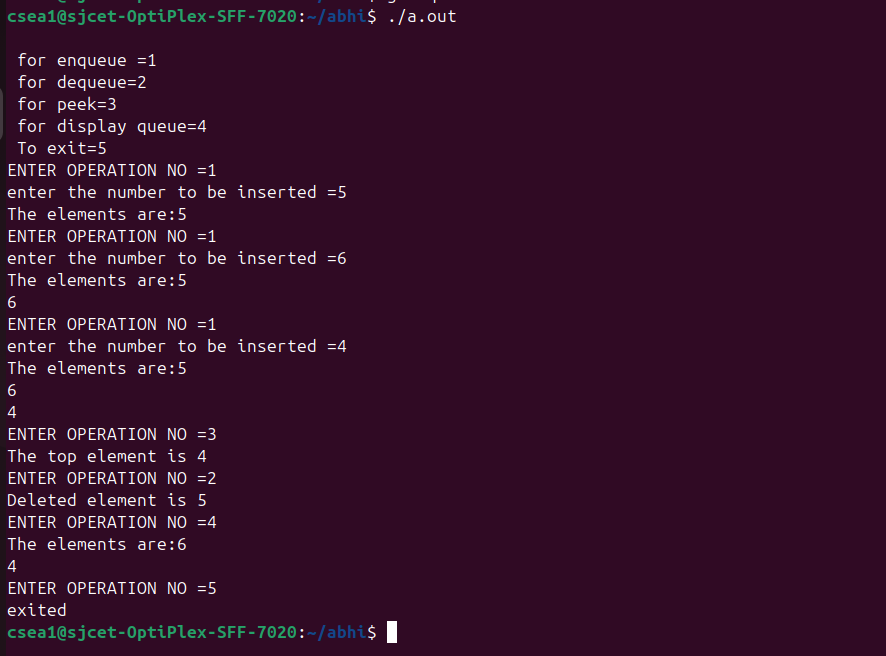 csea1@sjcet-OptiPlex-SFF-7020:~/abhi$ ./a.out
for enqueue =1
for dequeue=2
for peek=3
for display queue=4
To exit=5
ENTER OPERATION NO =1
enter the number to be inserted =5
The elements are:5
ENTER OPERATION NO =1
enter the number to be inserted =6
The elements are:5
6
ENTER OPERATION NO =1
enter the number to be inserted =4
The elements are:5
6
4
ENTER OPERATION NO =3
The top element is 4
ENTER OPERATION NO =2
Deleted element is 5
ENTER OPERATION NO =4
The elements are:6
4
ENTER OPERATION NO =5
exited
csea1@sjcet-OptiPlex-SFF-7020:~/abhi$